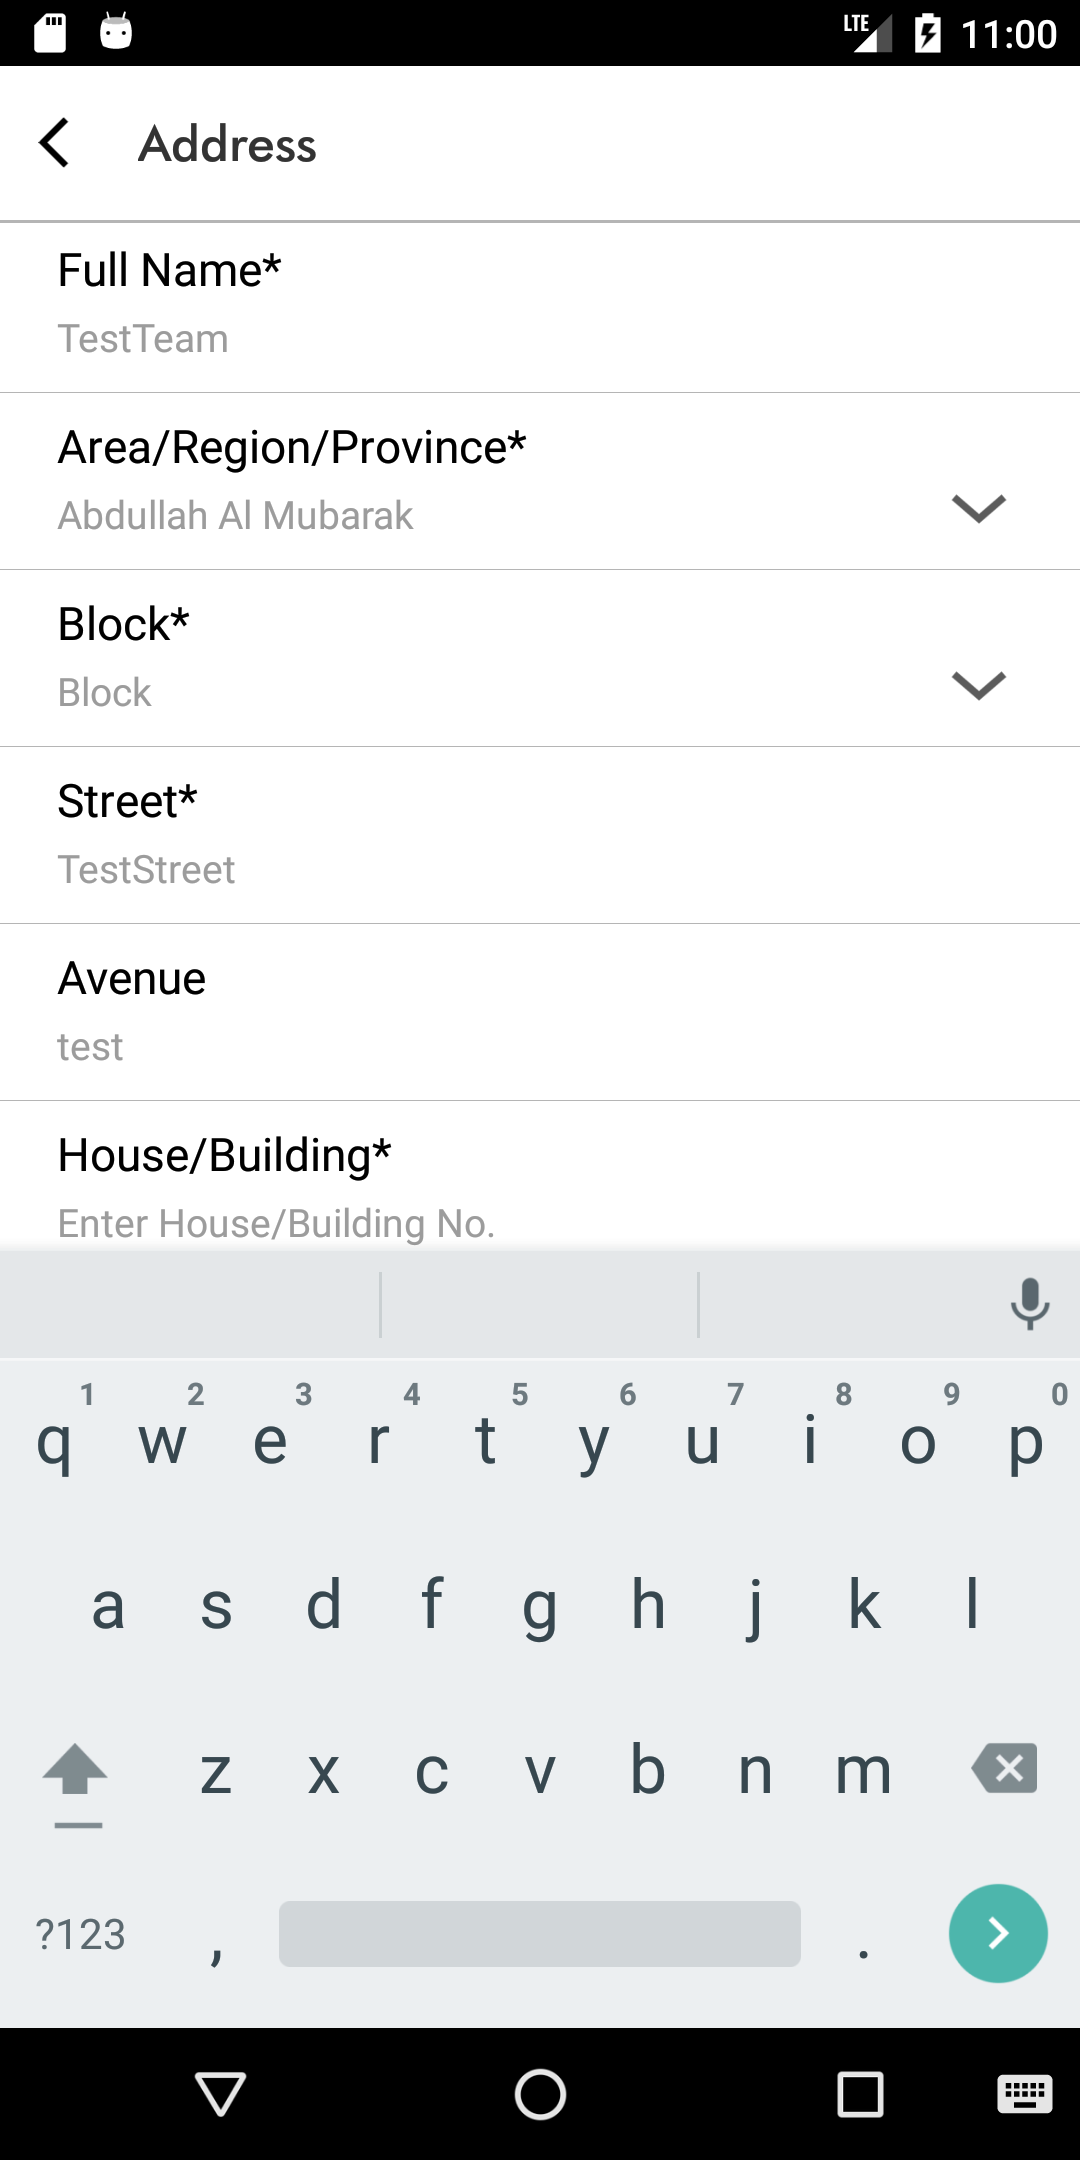 LTE 11:00
Address
Full Name*
TestTeam
Area/Region/Province*
Abdullah Al Mubarak
Block*
Block
Street*
TestStreet
Avenue
test
House/Building*
Enter House/Building No.
1 2 3 4 5 6 7 8 9 0
q w e r t y u i o p
a s d f g h j k l
z x c v b n m
?123 , .